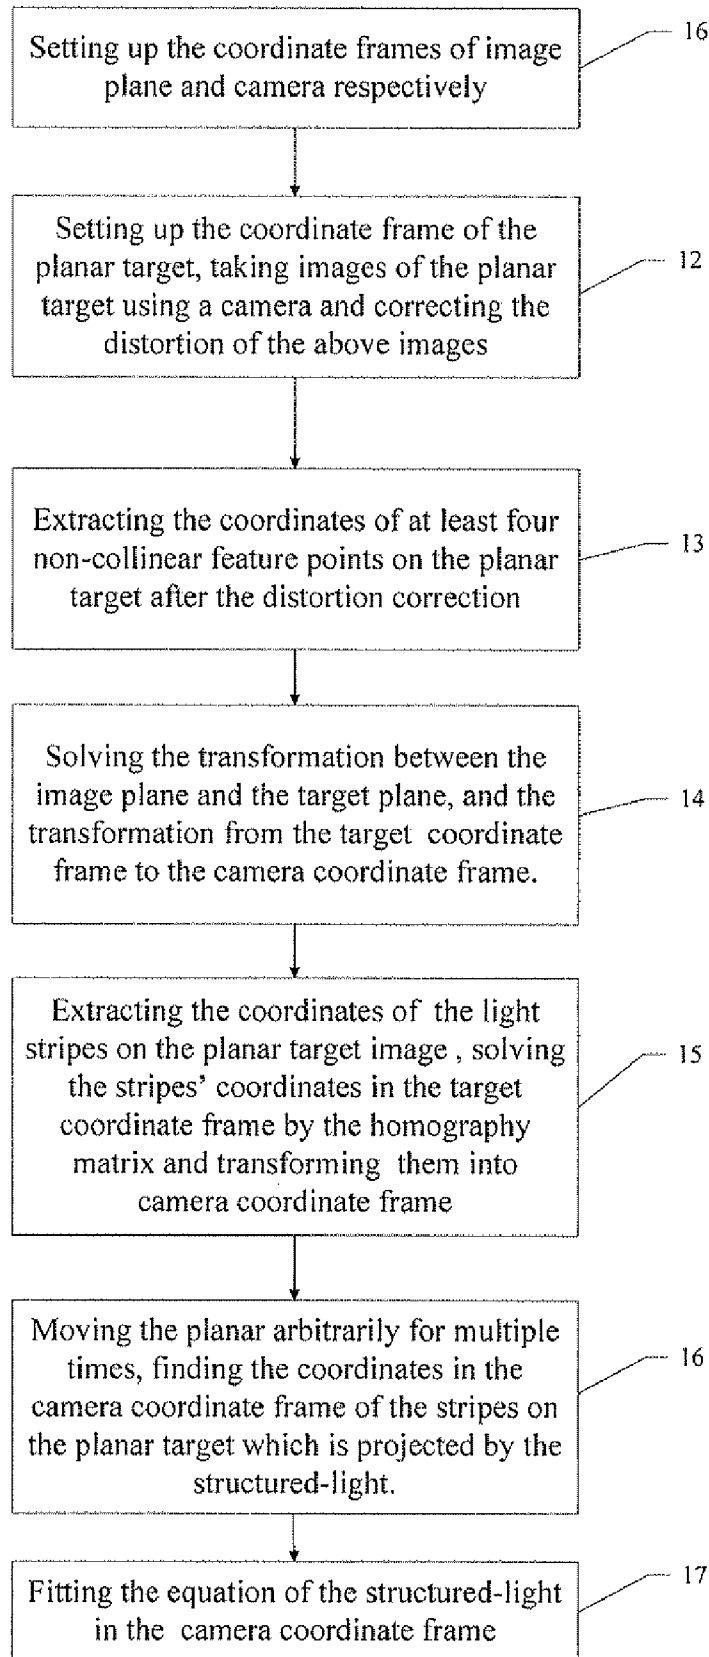 Setting up the coordinate frames of image
plane and camera respectively
16
Setting up the coordinate frame of the
planar target, taking images of the planar
target using a camera and correcting the
distortion of the above images
12
Extracting the coordinates of at least four
non-collinear feature points on the planar
target after the distortion correction
13
Solving the transformation between the
image plane and the target plane, and the
transformation from the target coordinate
frame to the camera coordinate frame.
14
Extracting the coordinates of the light
stripes on the planar target image , solving
the stripes’ coordinates in the target
coordinate frame by the homography
matrix and transforming them into
camera coordinate frame
15
Moving the planar arbitrarily for multiple
times, finding the coordinates in the
camera coordinate frame of the stripes on
the planar target which is projected by the
structured-light.
16
Fitting the equation of the structured-light
in the camera coordinate frame
17